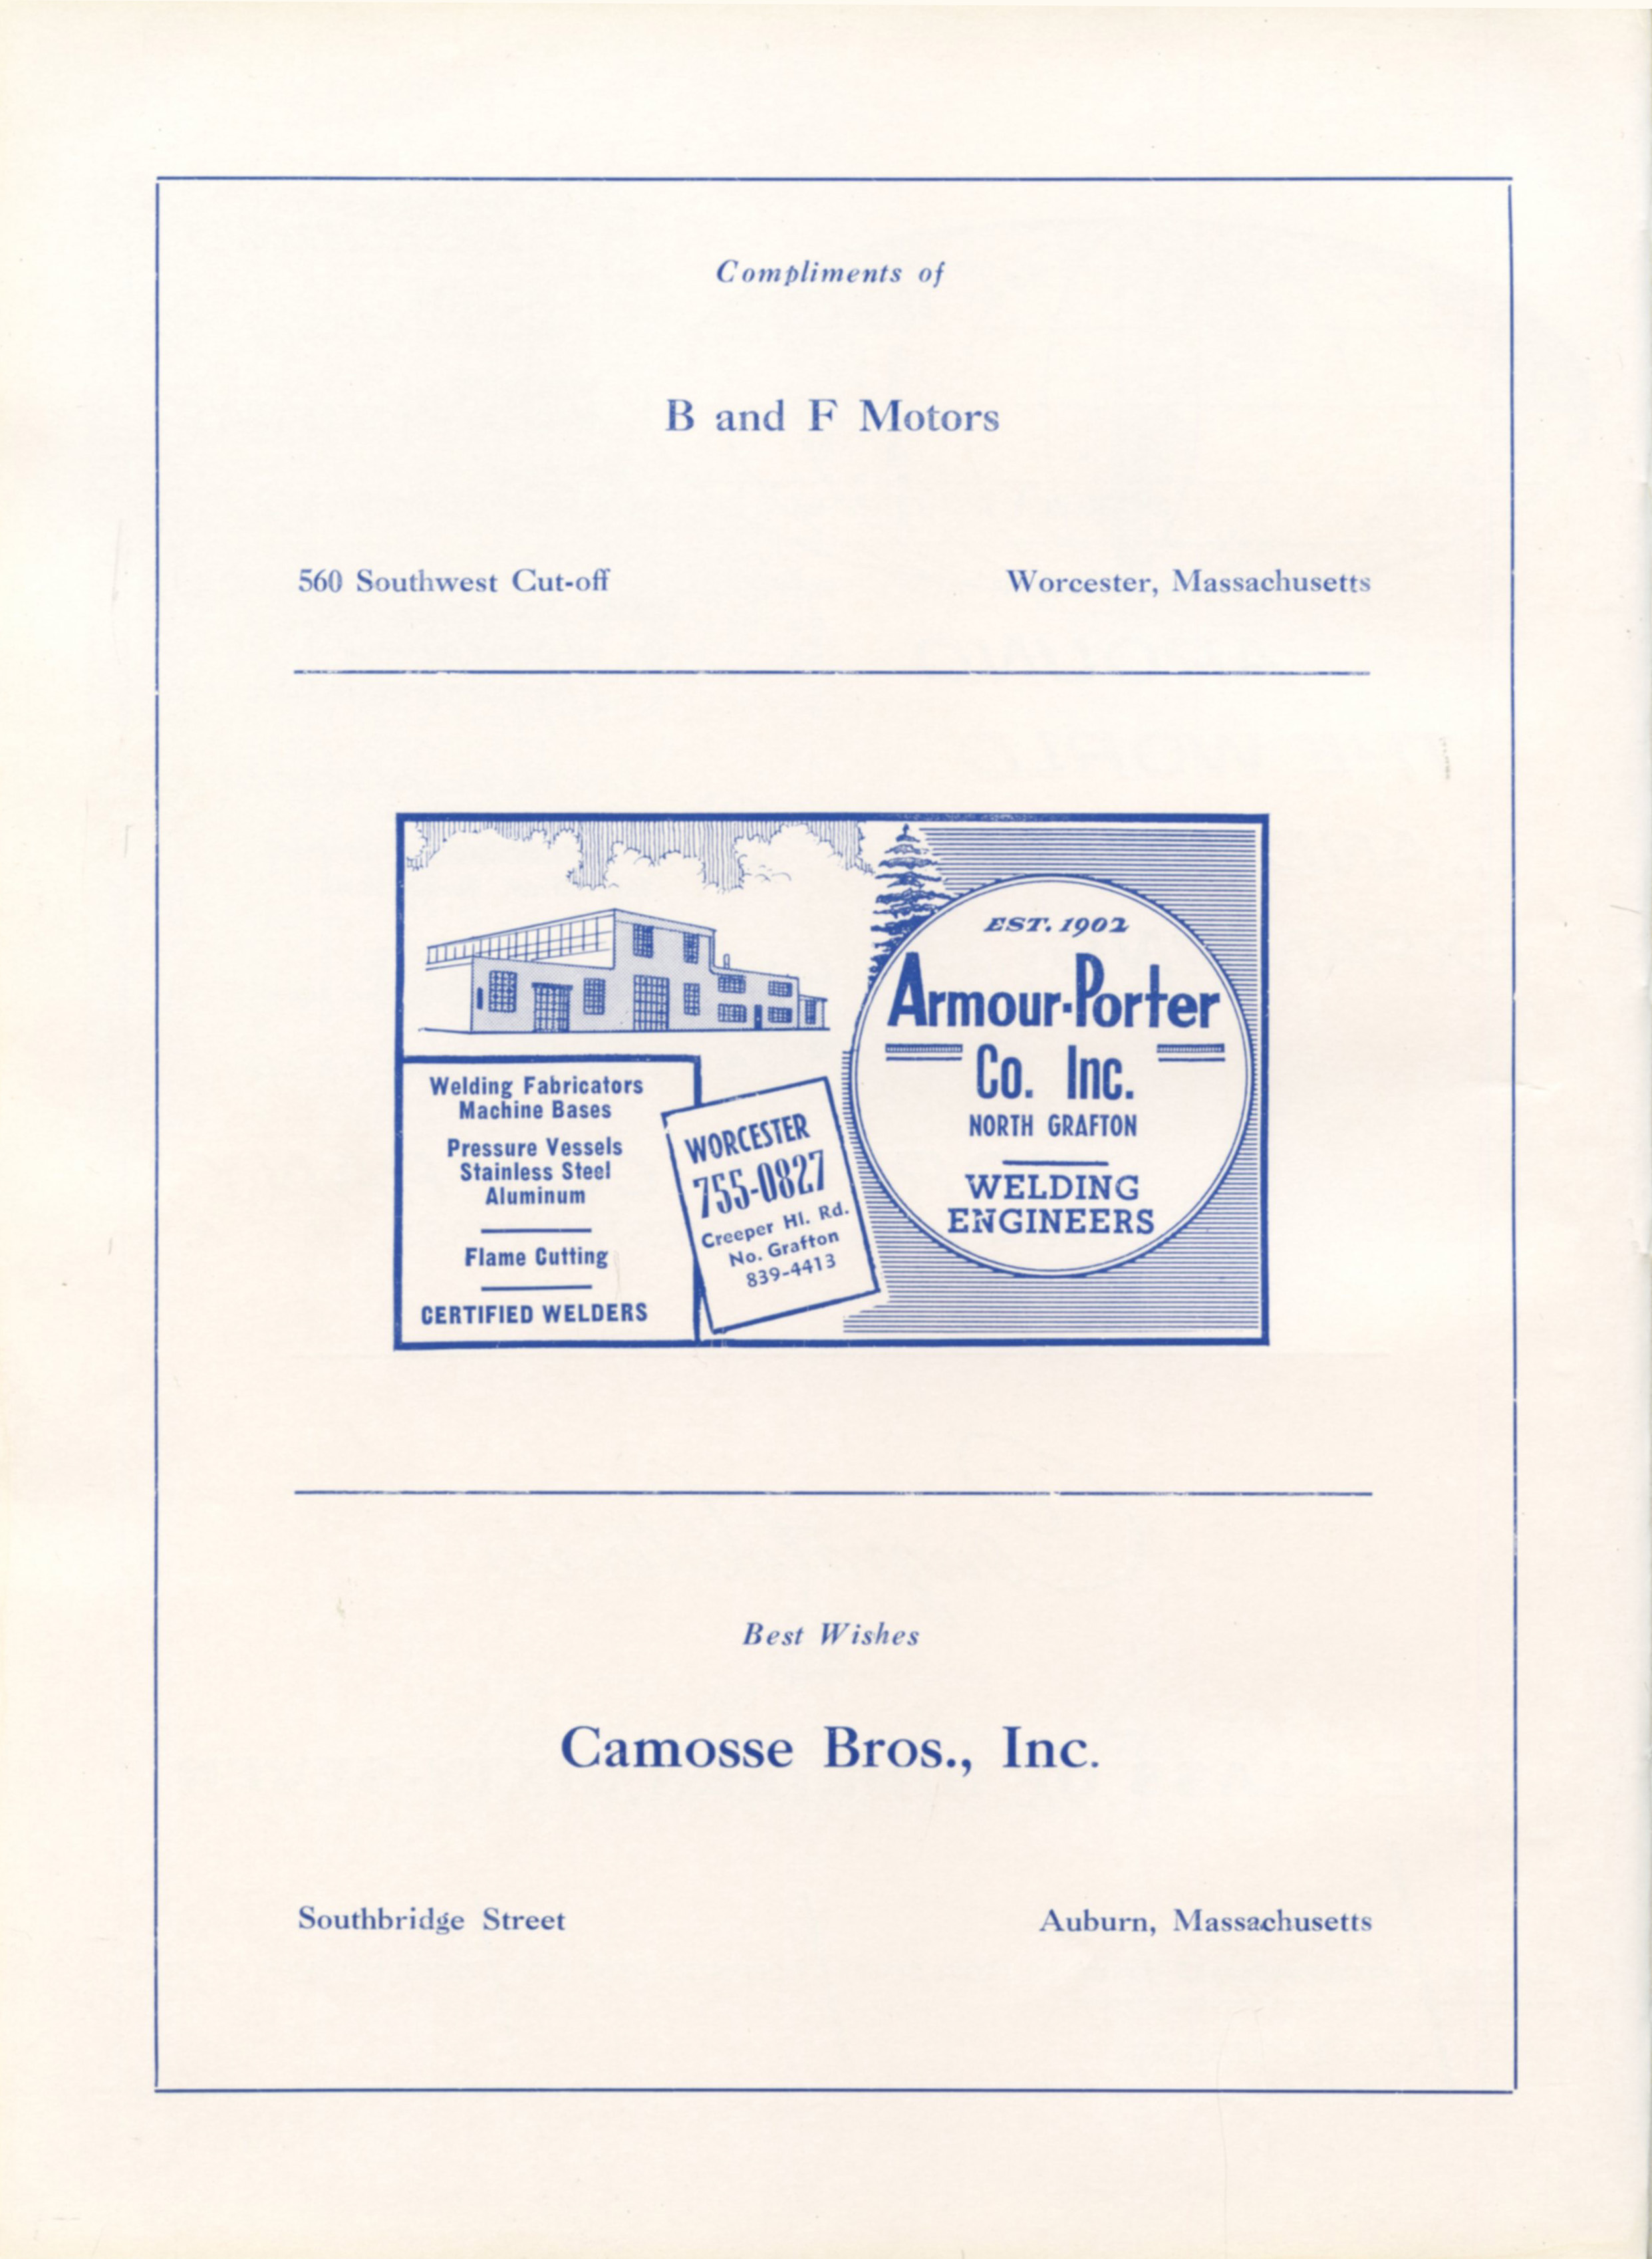 Compliments of
B and F Motors
560 Southwest Cut-off Worcester, Massachusetts
EST. 1902
Armour-Porter
Co. Inc.
NORTH GRAFTON
WELDING
ENGINEERS
Welding Fabricators
Machine Bases
Pressure Vessels
Stainless Steel
Aluminum
Flame Cutting
CERTIFIED WELDERS
WORCESTER
755-0827
Creeper Hl. Rd.
No. Grafton
839-4413
Best Wishes
Camosse Bros., Inc.
Southbridge Street Auburn, Massachusetts